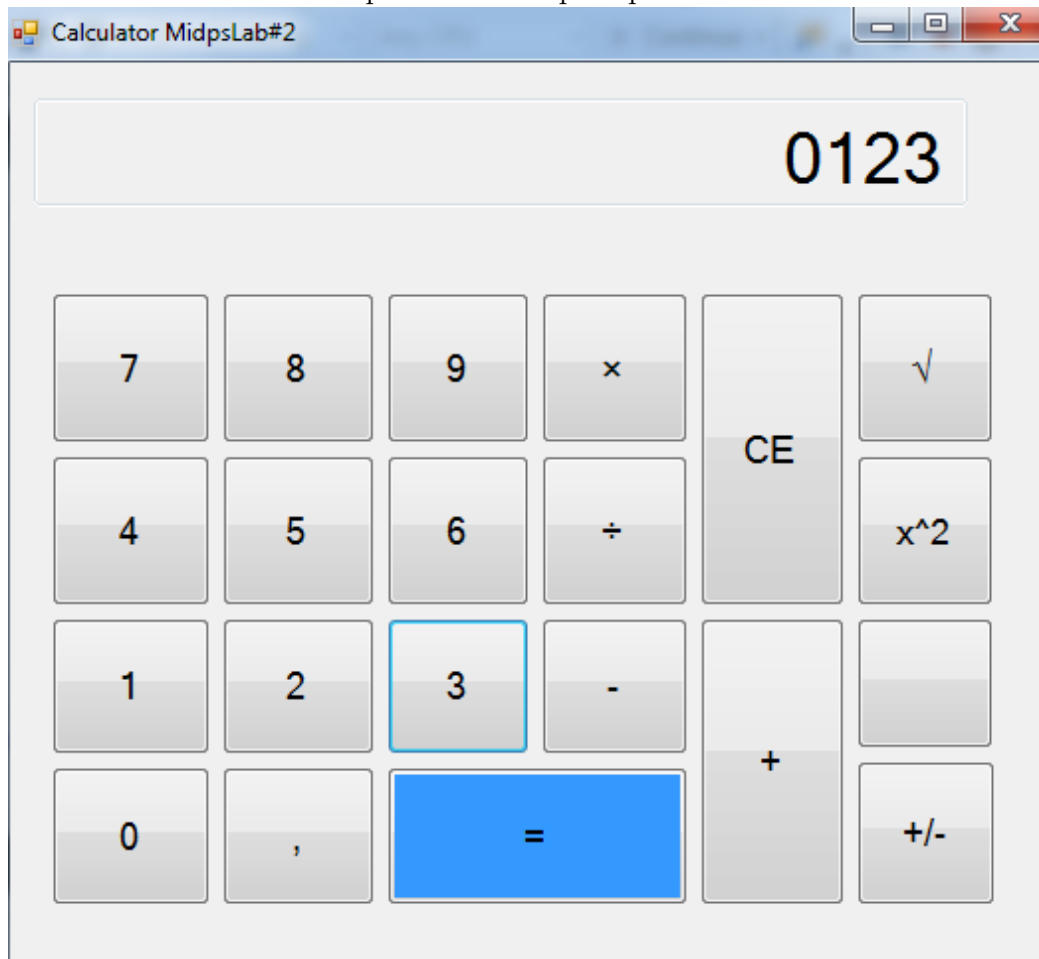 Calculator MidpsLab#2
0123
7 8 9 × CE √
4 5 6 ÷ x^2
1 2 3 - +
0 , = +/-